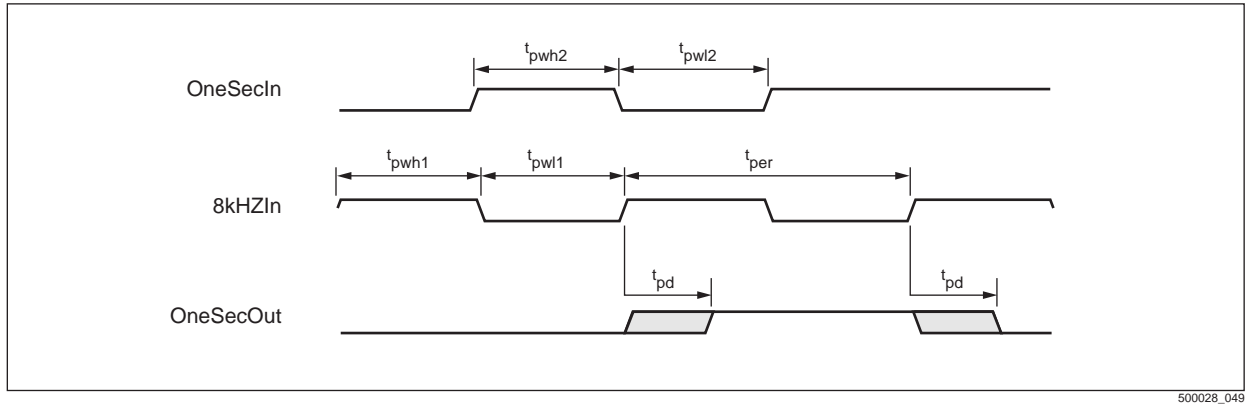 tpwh2
tpwl2
OneSecIn
tpwh1
tpwl1
tper
8kHZIn
tpd
tpd
OneSecOut
500028_049